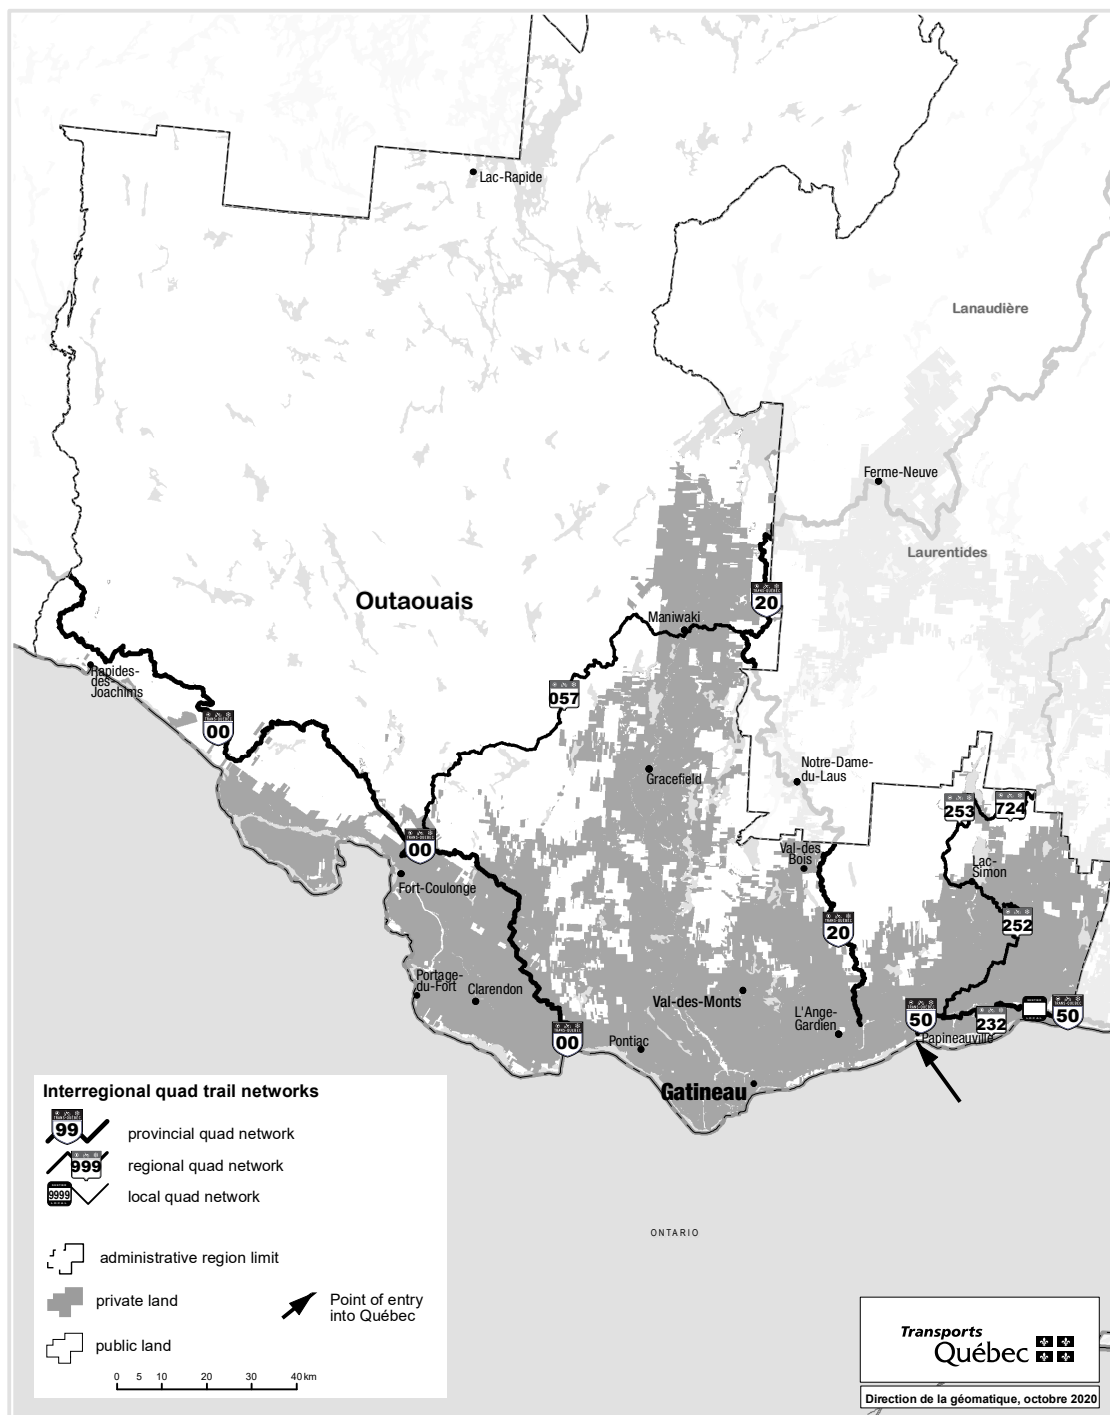 Lac-Rapide
Lanaudière
Ferme-Neuve
Laurentides
Outaouais
20
Maniwaki
Rapides-
des-
Joachims
057
00
Gracefield
Notre-Dame-
du-Laus
253
724
00
Val-des
Bois
Lac-
Simon
Fort-Coulonge
252
20
Portage-
du-Fort
Clarendon
Val-des-Monts
L'Ange-
Gardien
50
232
50
00
Pontiac
Papineauville
Gatineau
Interregional quad trail networks
99
provincial quad network
999
regional quad network
9999
local quad network
administrative region limit
private land
Point of entry
into Québec
public land
0 5 10 20 30 40 km
ONTARIO
Transports
Québec
Direction de la géomatique, octobre 2020